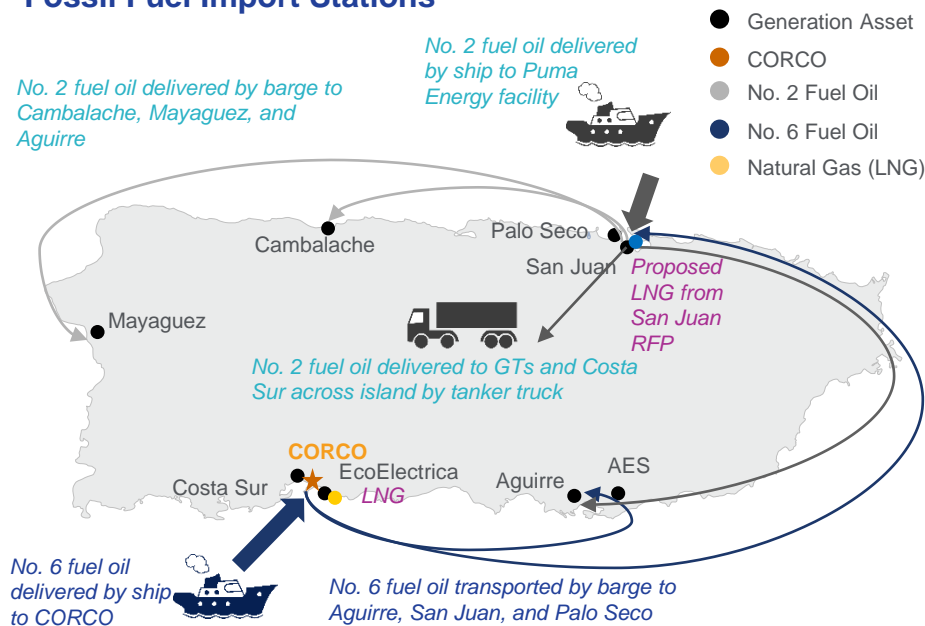 Fossil Fuel Import Stations
Generation Asset
CORCO
No. 2 Fuel Oil
No. 6 Fuel Oil
Natural Gas (LNG)
No. 2 fuel oil delivered
by ship to Puma
Energy facility
No. 2 fuel oil delivered by barge to
Cambalache, Mayaguez, and
Aguirre
Cambalache
Palo Seco
San Juan
Proposed
LNG from
San Juan
RFP
Mayaguez
No. 2 fuel oil delivered to GTs and Costa
Sur across island by tanker truck
CORCO
Costa Sur
EcoElectrica
LNG
Aguirre
AES
No. 6 fuel oil
delivered by ship
to CORCO
No. 6 fuel oil transported by barge to
Aguirre, San Juan, and Palo Seco